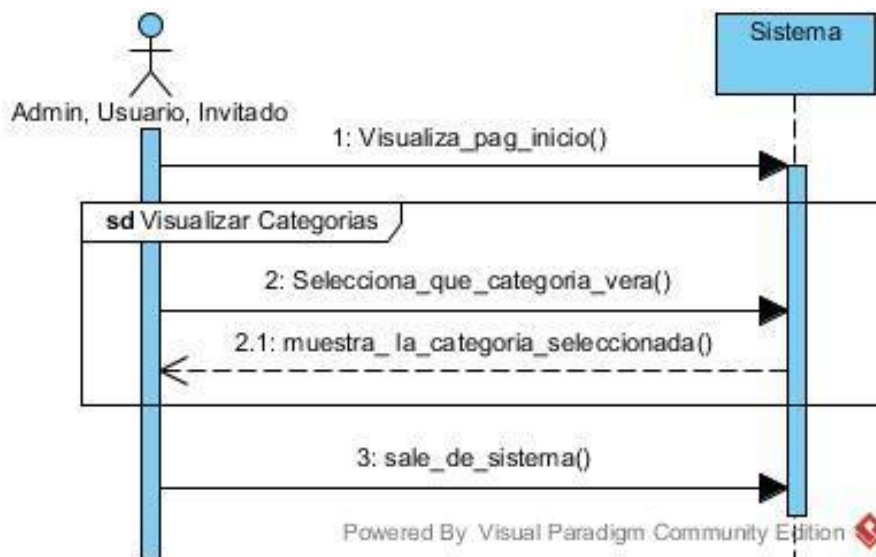 Sistema
Admin, Usuario, Invitado
1: Visualiza_pag_inicio()
sd Visualizar Categorias
2: Selecciona_que_categoria_vera()
2.1: muestra_ la_categoria_seleccionada()
3: sale_de_sistema()
Powered By Visual Paradigm Community Edition